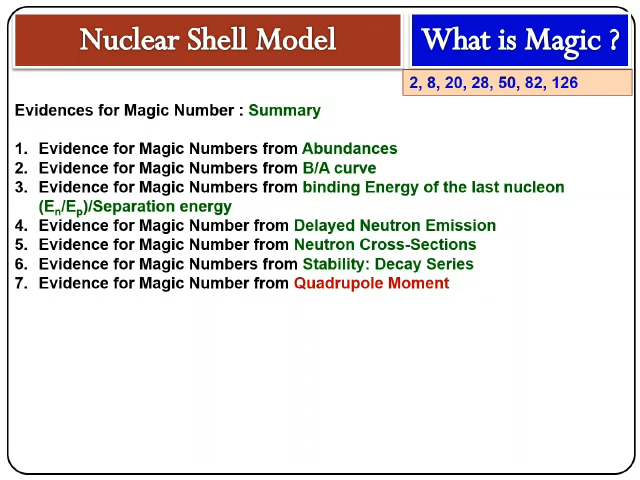 Nuclear Shell Model
What is Magic ?
2, 8, 20, 28, 50, 82, 126
Evidences for Magic Number : Summary
1. Evidence for Magic Numbers from Abundances
2. Evidence for Magic Numbers from B/A curve
3. Evidence for Magic Numbers from binding Energy of the last nucleon
(En/Ep)/Separation energy
4. Evidence for Magic Number from Delayed Neutron Emission
5. Evidence for Magic Number from Neutron Cross-Sections
6. Evidence for Magic Numbers from Stability: Decay Series
7. Evidence for Magic Number from Quadrupole Moment